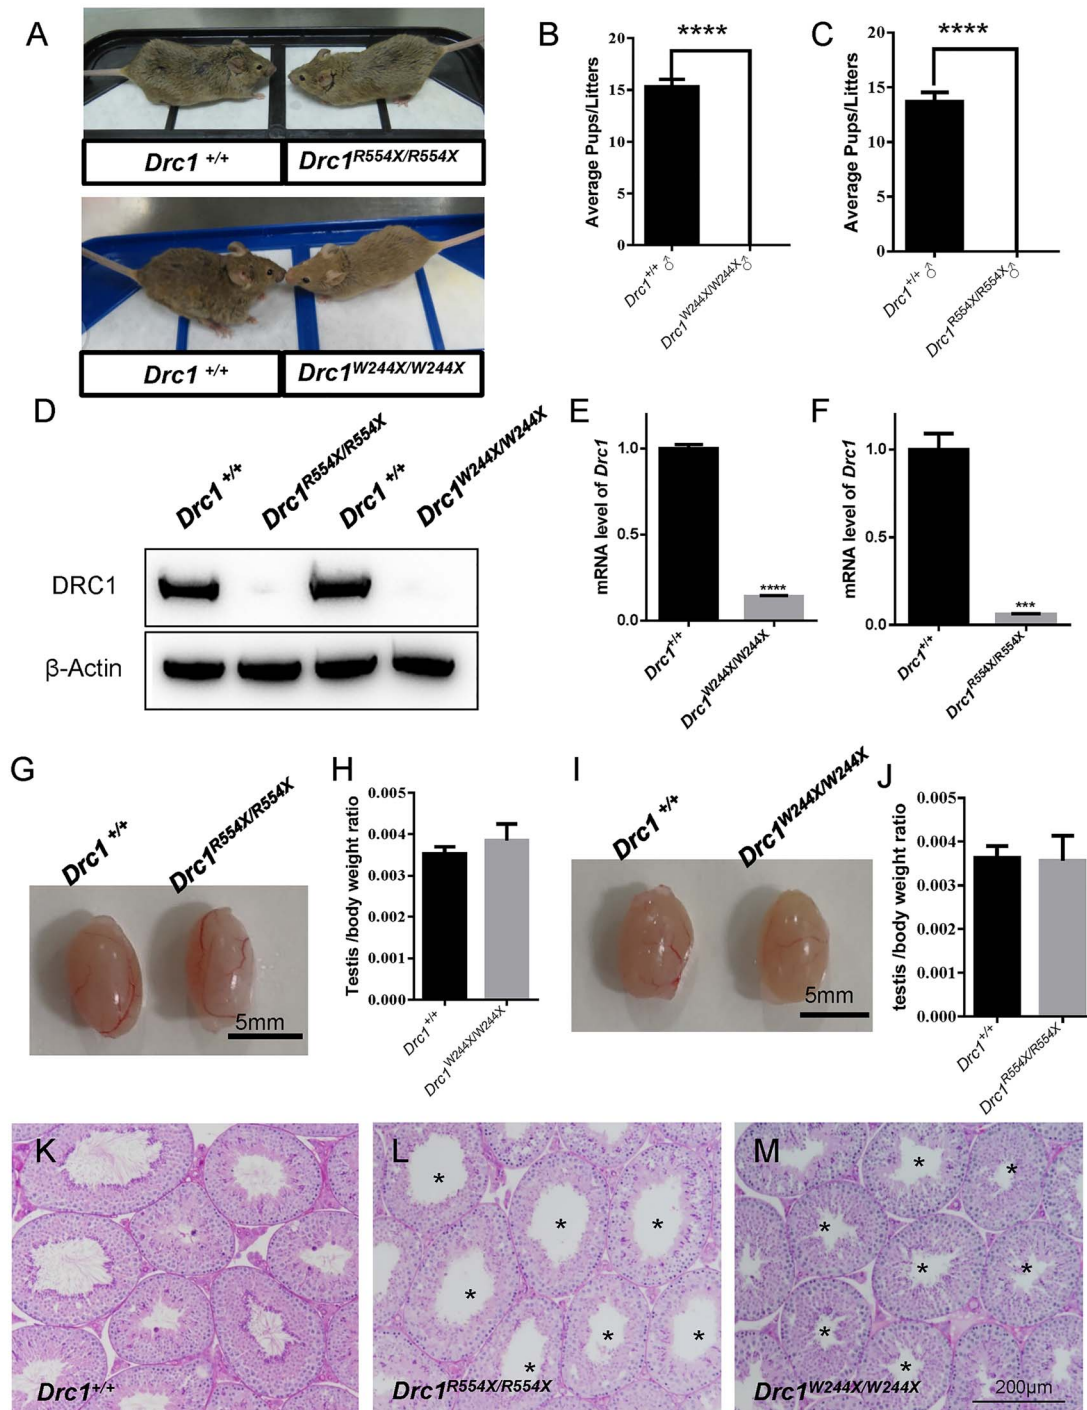 A
Drc1 +/+
Drc1R554X/R554X
Drc1 +/+
Drc1W244X/W244X
B
****
Average Pups/Litters
20
15
10
5
0
Drc1+/+ ♂
Drc1W244X/W244X♂
C
****
Average Pups/Litters
20
15
10
5
0
Drc1+/+ ♂
Drc1R554X/R554X♂
D
Drc1 +/+
Drc1R554X/R554X
Drc1 +/+
Drc1W244X/W244X
DRC1
β-Actin
E
mRNA level of Drc1
1.0
0.5
0.0
****
Drc1+/+
Drc1W244X/W244X
F
mRNA level of Drc1
1.0
0.5
0.0
***
Drc1+/+
Drc1R554X/R554X
G
Drc1 +/+
Drc1R554X/R554X
5mm
H
Testis /body weight ratio
0.005
0.004
0.003
0.002
0.001
0.000
Drc1+/+
Drc1W244X/W244X
I
Drc1 +/+
Drc1W244X/W244X
5mm
J
testis /body weight ratio
0.005
0.004
0.003
0.002
0.001
0.000
Drc1+/+
Drc1R554X/R554X
K
Drc1+/+
L
* * * * * * *
Drc1R554X/R554X
M
* * * * * * *
Drc1W244X/W244X
200μm